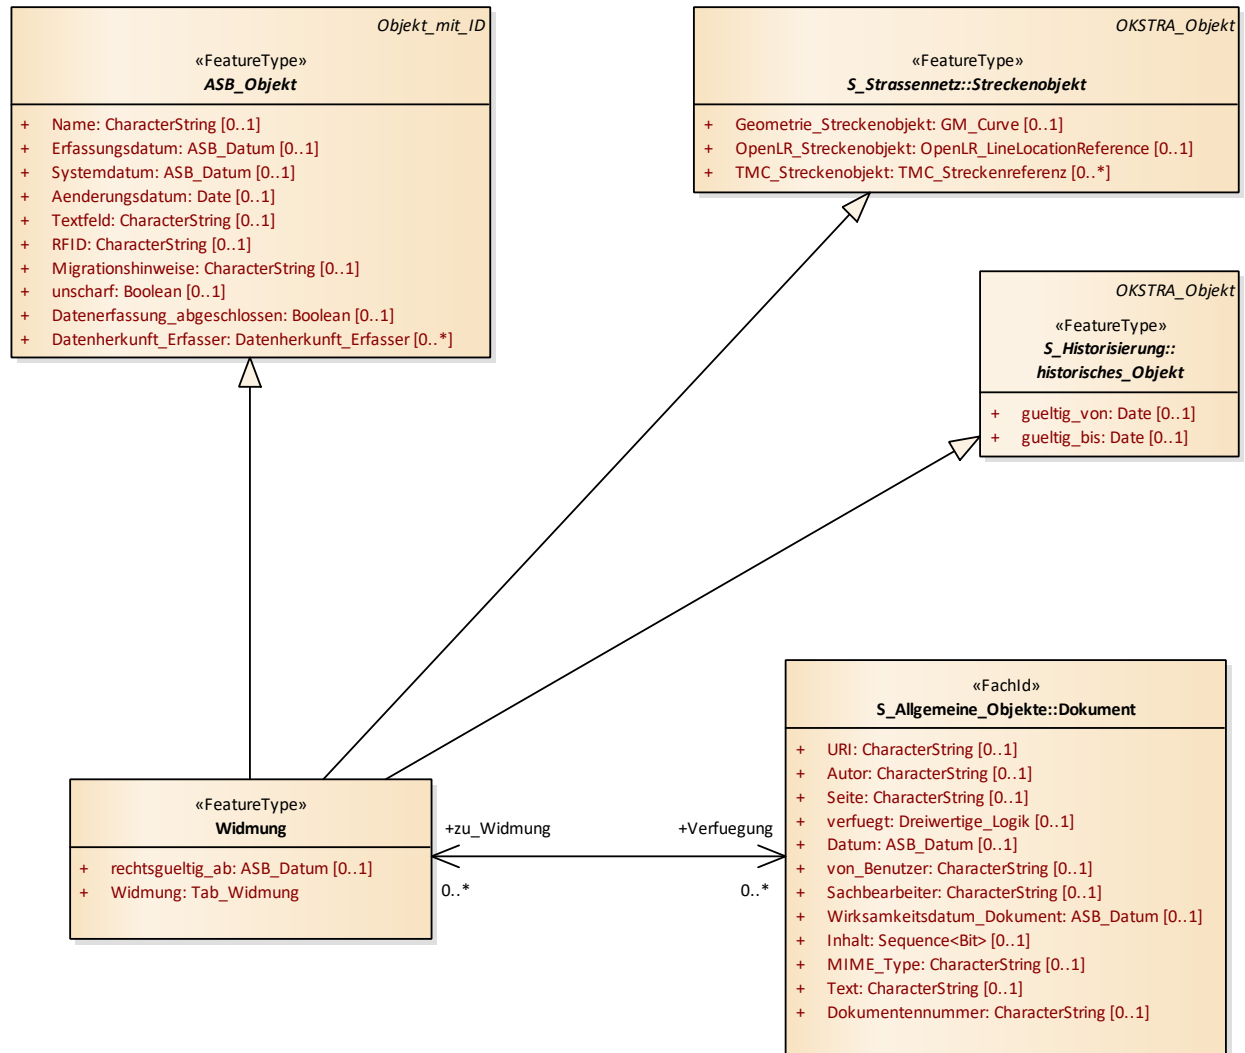 Objekt_mit_ID
«FeatureType»
ASB_Objekt
+ Name: CharacterString [0..1]
+ Erfassungsdatum: ASB_Datum [0..1]
+ Systemdatum: ASB_Datum [0..1]
+ Aenderungsdatum: Date [0..1]
+ Textfeld: CharacterString [0..1]
+ RFID: CharacterString [0..1]
+ Migrationshinweise: CharacterString [0..1]
+ unscharf: Boolean [0..1]
+ Datenerfassung_abgeschlossen: Boolean [0..1]
+ Datenherkunft_Erfasser: Datenherkunft_Erfasser [0..*]
OKSTRA_Objekt
«FeatureType»
S_Strassennetz::Streckenobjekt
+ Geometrie_Streckenobjekt: GM_Curve [0..1]
+ OpenLR_Streckenobjekt: OpenLR_LineLocationReference [0..1]
+ TMC_Streckenobjekt: TMC_Streckenreferenz [0..*]
OKSTRA_Objekt
«FeatureType»
S_Historisierung::
historisches_Objekt
+ gueltig_von: Date [0..1]
+ gueltig_bis: Date [0..1]
«FeatureType»
Widmung
+ rechtsgueltig_ab: ASB_Datum [0..1]
+ Widmung: Tab_Widmung
+zu_Widmung
0..*
+Verfuegung
0..*
«FachId»
S_Allgemeine_Objekte::Dokument
+ URI: CharacterString [0..1]
+ Autor: CharacterString [0..1]
+ Seite: CharacterString [0..1]
+ verfuegt: Dreiwertige_Logik [0..1]
+ Datum: ASB_Datum [0..1]
+ von_Benutzer: CharacterString [0..1]
+ Sachbearbeiter: CharacterString [0..1]
+ Wirksamkeitsdatum_Dokument: ASB_Datum [0..1]
+ Inhalt: Sequence<Bit> [0..1]
+ MIME_Type: CharacterString [0..1]
+ Text: CharacterString [0..1]
+ Dokumentennummer: CharacterString [0..1]